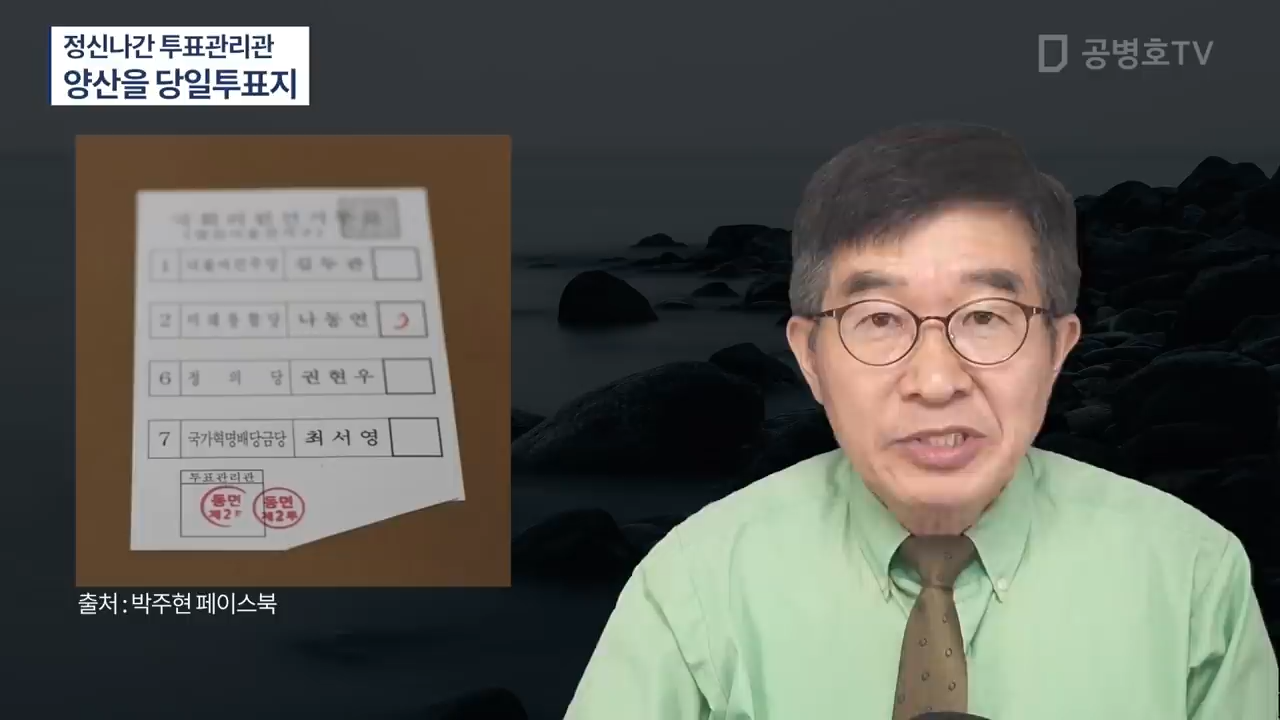 정신나간 투표관리관
양산을 당일투표지
공병호TV
1 더불어민주당 김두관
2 미래통합당 나동연
6 정의당 권현우
7 국가혁명배당금당 최서영
투표관리관
동면 동면
제2투 제2투
출처 : 박주현 페이스북